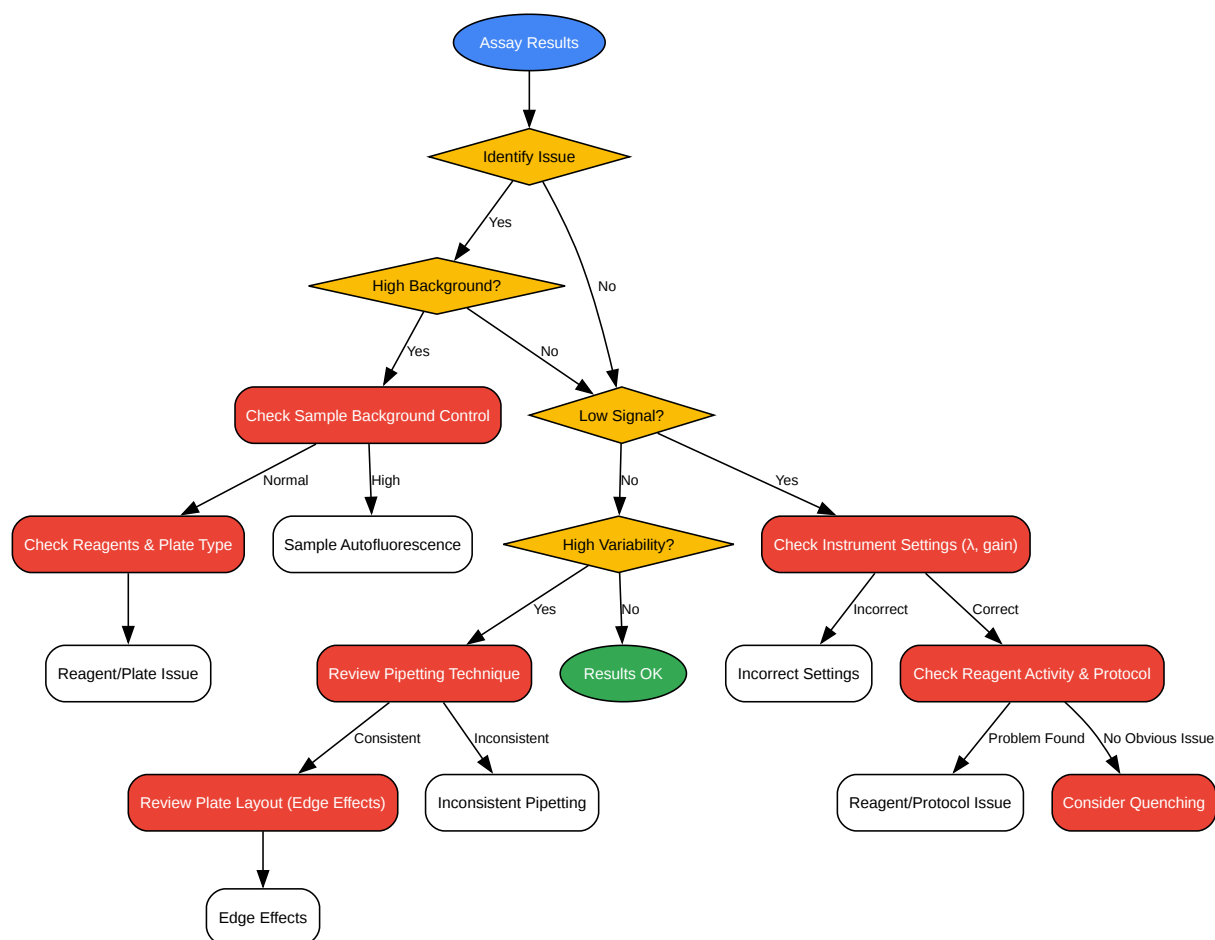 Assay Results
Identify Issue
Yes
High Background?
No
Yes
No
Check Sample Background Control
Low Signal?
Normal
High
No
Yes
Check Reagents & Plate Type
Sample Autofluorescence
High Variability?
Check Instrument Settings (λ, gain)
Yes
No
Incorrect
Correct
Reagent/Plate Issue
Review Pipetting Technique
Results OK
Incorrect Settings
Check Reagent Activity & Protocol
Consistent
Inconsistent
Problem Found
No Obvious Issue
Review Plate Layout (Edge Effects)
Inconsistent Pipetting
Reagent/Protocol Issue
Consider Quenching
Edge Effects